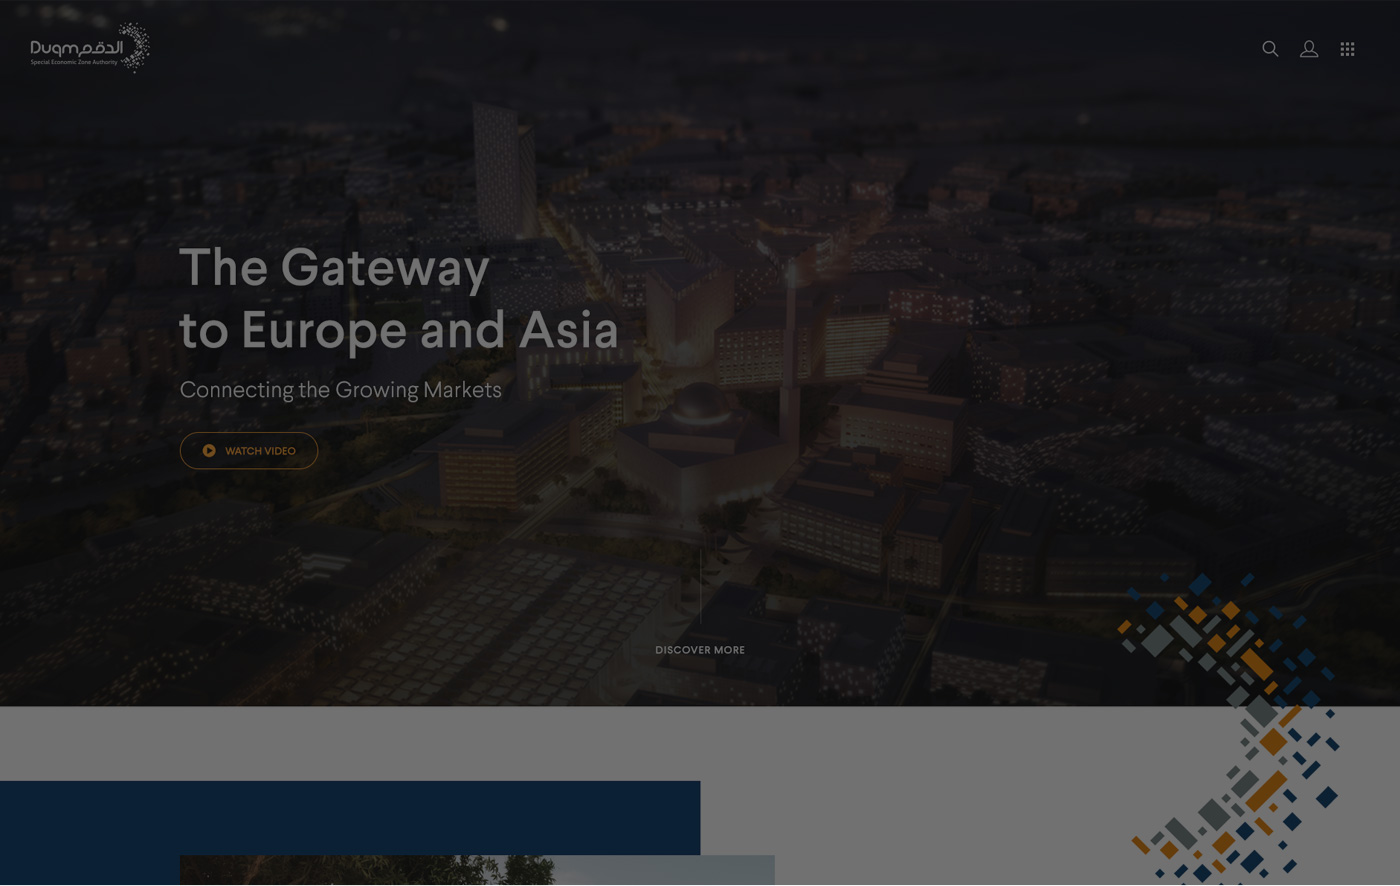 Duqm الدقم
Special Economic Zone Authority
The Gateway
to Europe and Asia
Connecting the Growing Markets
WATCH VIDEO
DISCOVER MORE